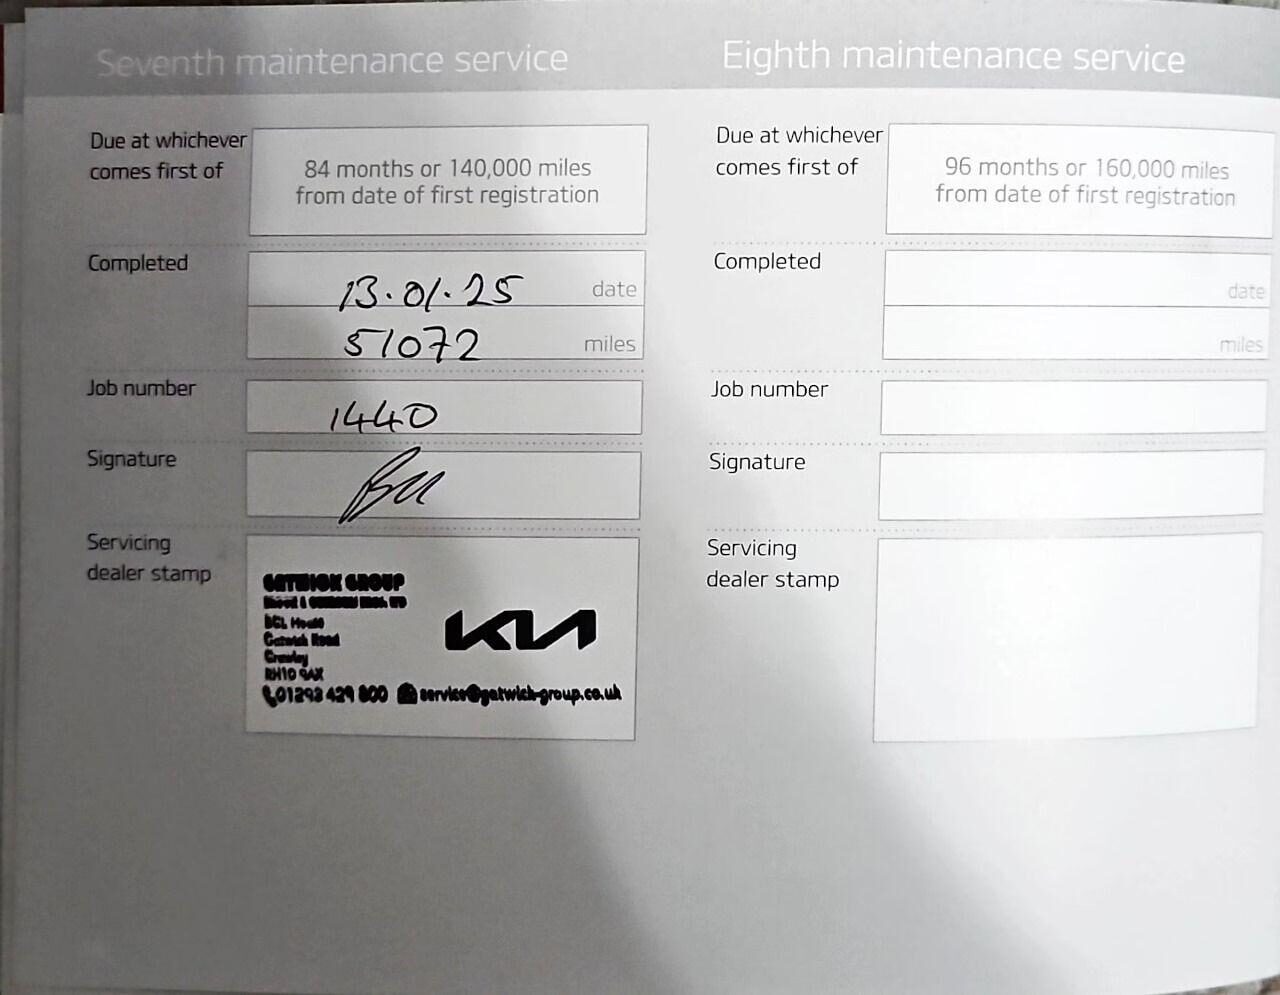 Seventh maintenance service
Due at whichever
comes first of
84 months or 140,000 miles
from date of first registration
Completed
13.01.25 date
51072 miles
Job number
1440
Signature
Servicing
dealer stamp
GATWICK GROUP
BCL House
Gatwick Road
Crawley
RH10 9AX
01293 429 800 service@gatwick-group.co.uk
KIA
Eighth maintenance service
Due at whichever
comes first of
96 months or 160,000 miles
from date of first registration
Completed
date
miles
Job number
Signature
Servicing
dealer stamp